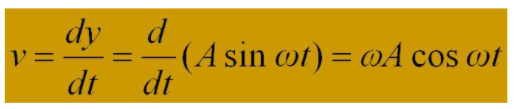 v = dy/dt = d/dt (A sin ωt) = ωA cos ωt